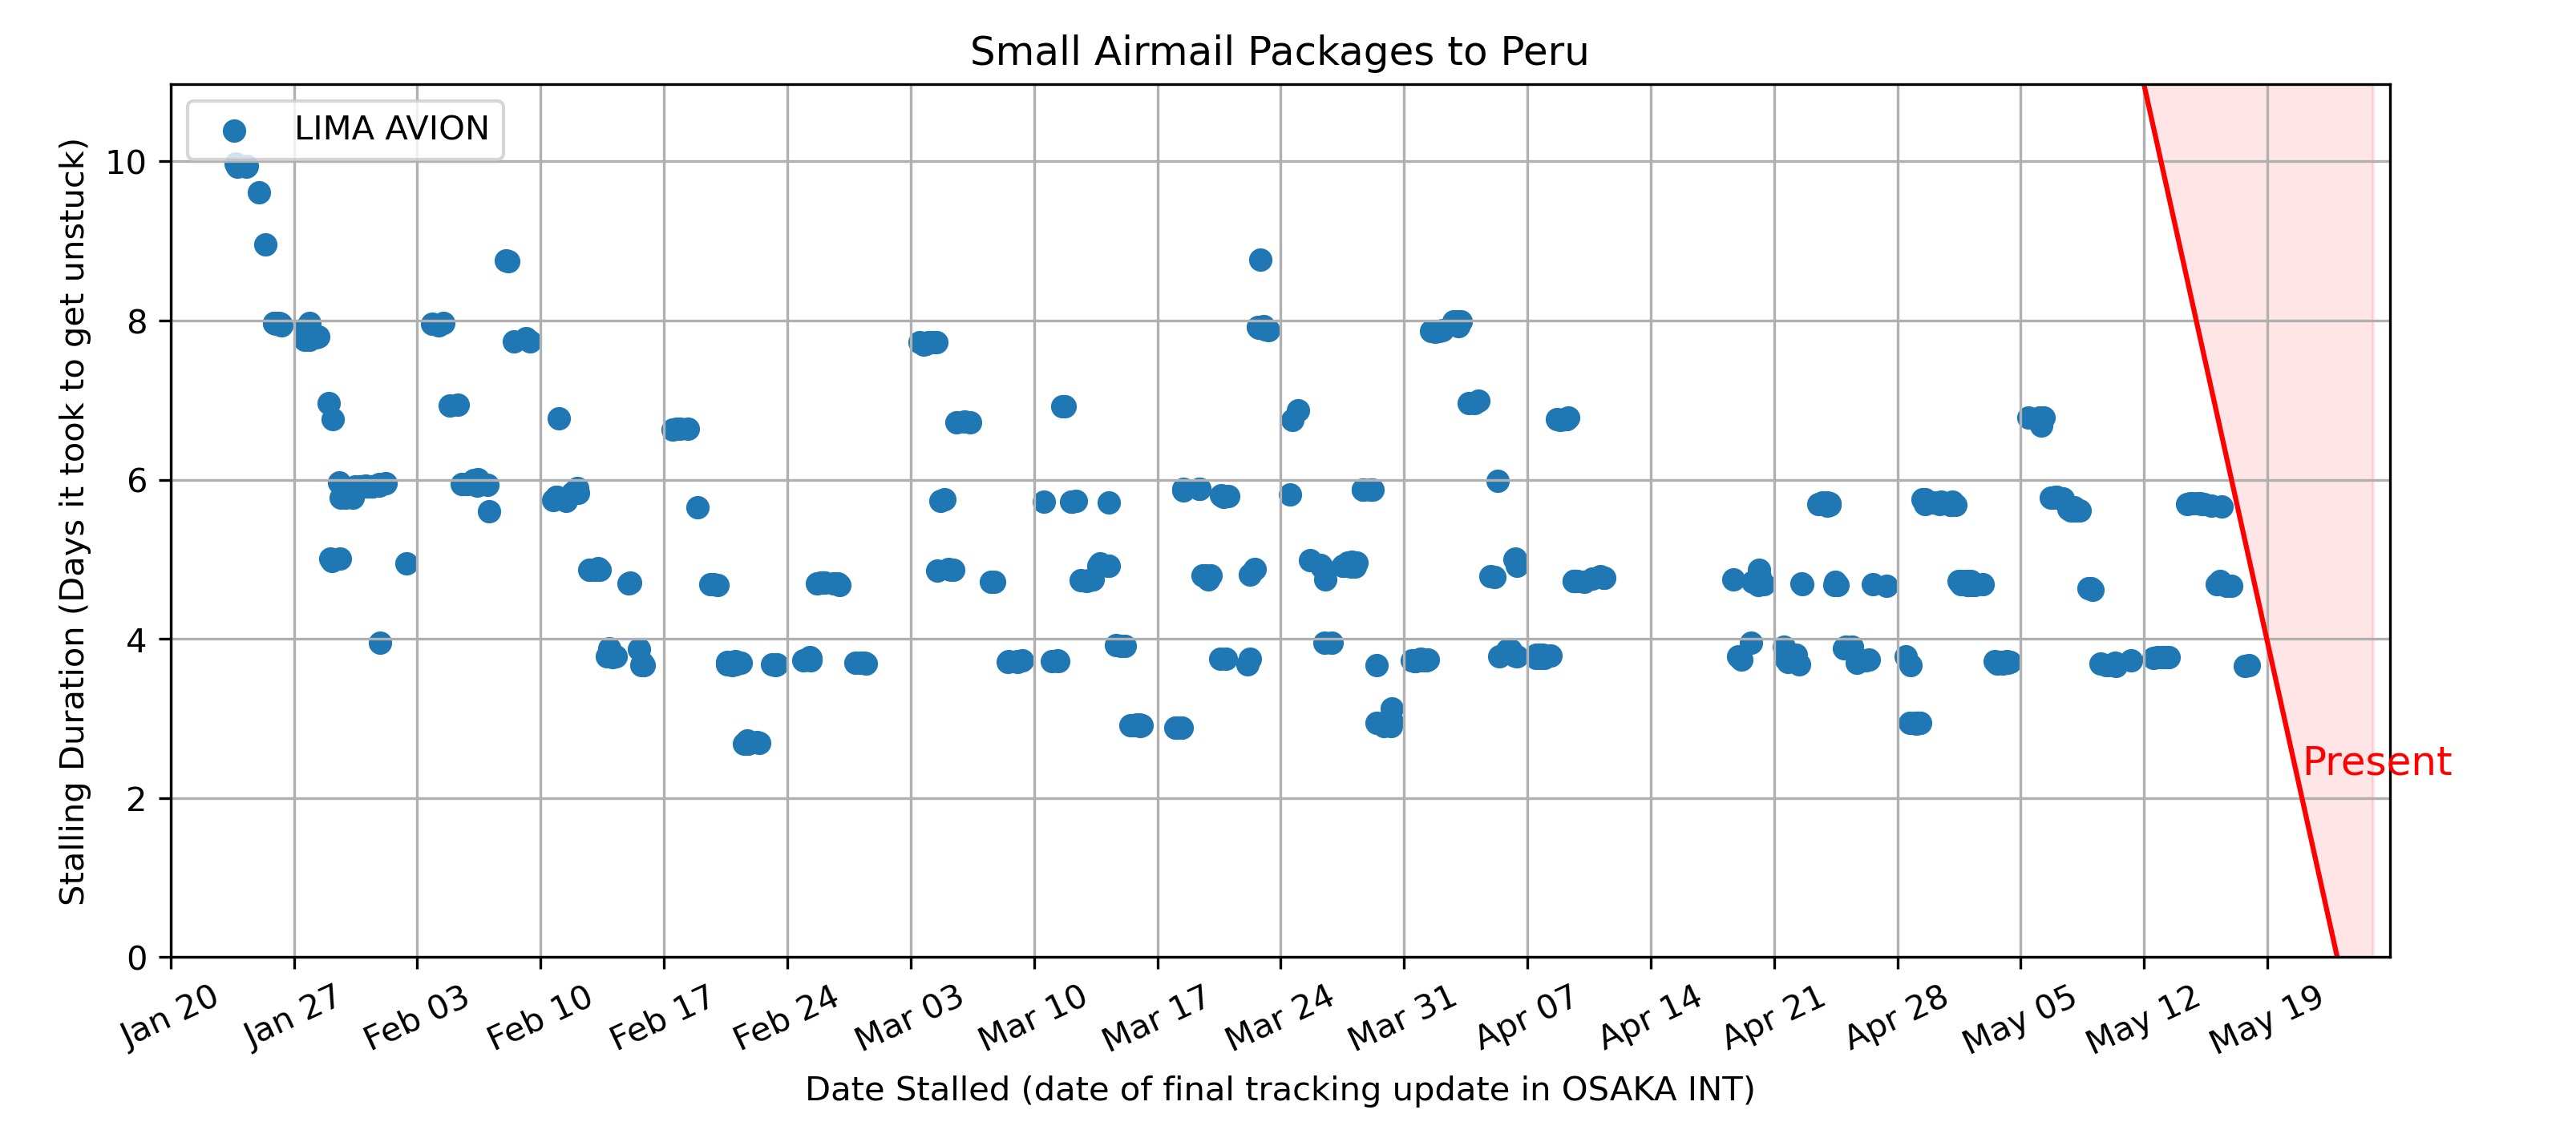 Small Airmail Packages to Peru
LIMA AVION
Stalling Duration (Days it took to get unstuck)
10
8
6
4
2
0
Present
Jan 20
Jan 27
Feb 03
Feb 10
Feb 17
Feb 24
Mar 03
Mar 10
Mar 17
Mar 24
Mar 31
Apr 07
Apr 14
Apr 21
Apr 28
May 05
May 12
May 19
Date Stalled (date of final tracking update in OSAKA INT)